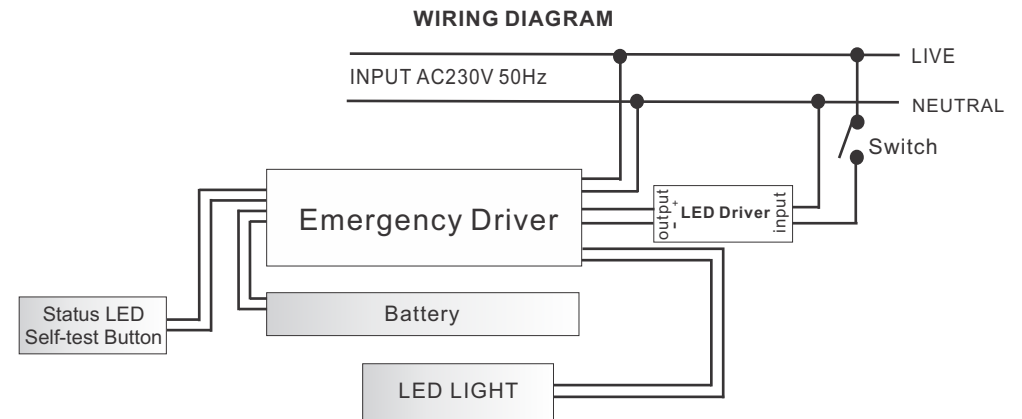 WIRING DIAGRAM
LIVE
INPUT AC230V 50Hz
NEUTRAL
Switch
Emergency Driver
output
+
-
LED Driver
input
Status LED
Self-test Button
Battery
LED LIGHT